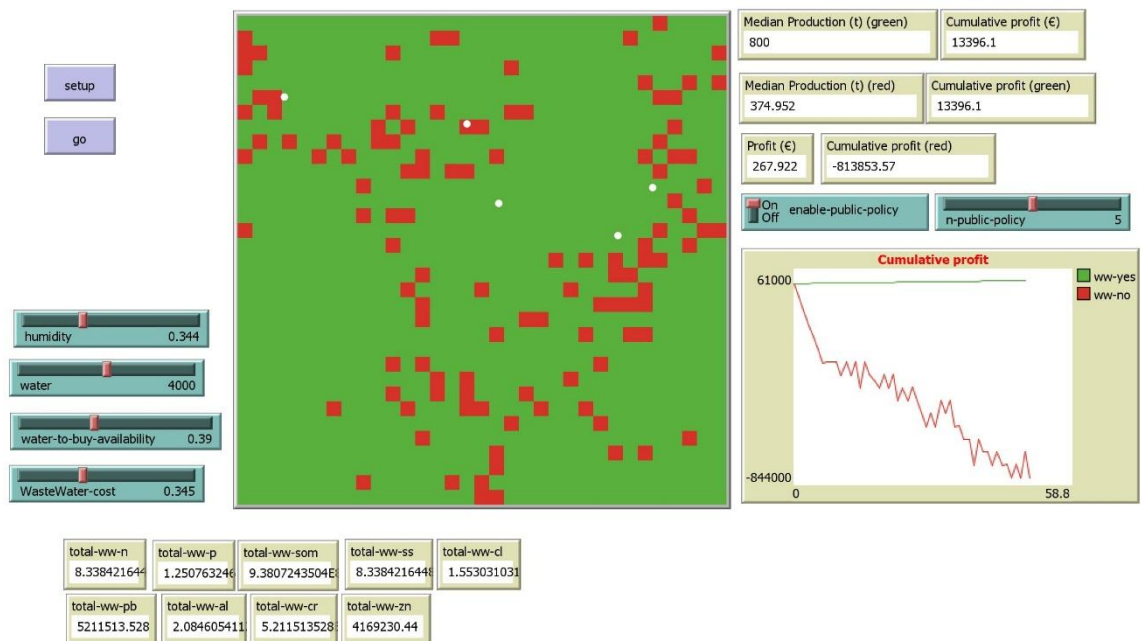 setup
go
Median Production (t) (green)
800
Cumulative profit (€)
13396.1
Median Production (t) (red)
374.952
Cumulative profit (green)
13396.1
Profit (€)
267.922
Cumulative profit (red)
-813853.57
On
Off
enable-public-policy
n-public-policy 5
Cumulative profit
61000
-844000
0 58.8
ww-yes
ww-no
humidity 0.344
water 4000
water-to-buy-availability 0.39
WasteWater-cost 0.345
total-ww-n
8.338421644
total-ww-p
1.250763246
total-ww-som
9.3807243504E
total-ww-ss
8.3384216448
total-ww-cl
1.553031031
total-ww-pb
5211513.528
total-ww-al
2.084605411
total-ww-cr
5.211513528
total-ww-zn
4169230.44